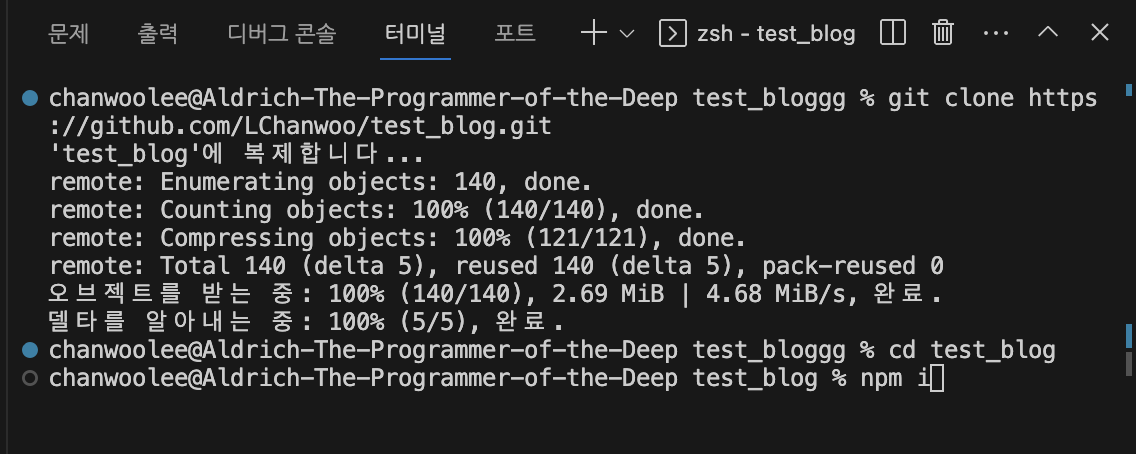 문제 출력 디버그 콘솔 터미널 포트 zsh - test_blog
chanwoolee@Aldrich-The-Programmer-of-the-Deep test_bloggg % git clone https
://github.com/LChanwoo/test_blog.git
'test_blog'에 복제합니다...
remote: Enumerating objects: 140, done.
remote: Counting objects: 100% (140/140), done.
remote: Compressing objects: 100% (121/121), done.
remote: Total 140 (delta 5), reused 140 (delta 5), pack-reused 0
오브젝트를 받는 중: 100% (140/140), 2.69 MiB | 4.68 MiB/s, 완료.
델타를 알아내는 중: 100% (5/5), 완료.
chanwoolee@Aldrich-The-Programmer-of-the-Deep test_bloggg % cd test_blog
chanwoolee@Aldrich-The-Programmer-of-the-Deep test_blog % npm i